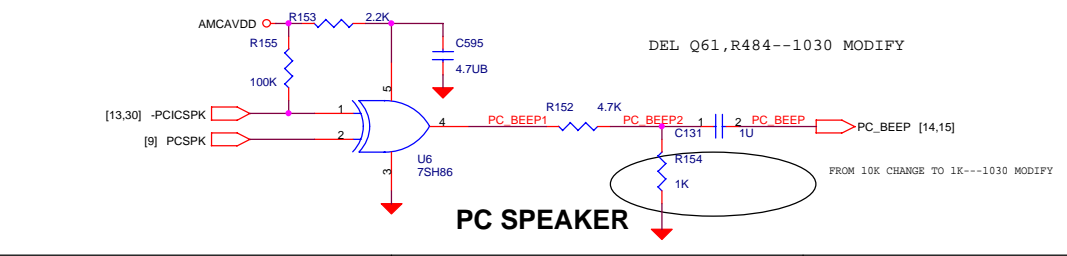 R153
2.2K
AMCAVDD
R155
C595
DEL Q61,R484--1030 MODIFY
4.7UB
100K
5
[13,30] -PCICSPK
1
R152
4.7K
4
PC_BEEP1
PC_BEEP2
1
2
PC_BEEP
PC_BEEP [14,15]
[9] PCSPK
2
C131
1U
U6
7SH86
3
R154
1K
FROM 10K CHANGE TO 1K---1030 MODIFY
PC SPEAKER